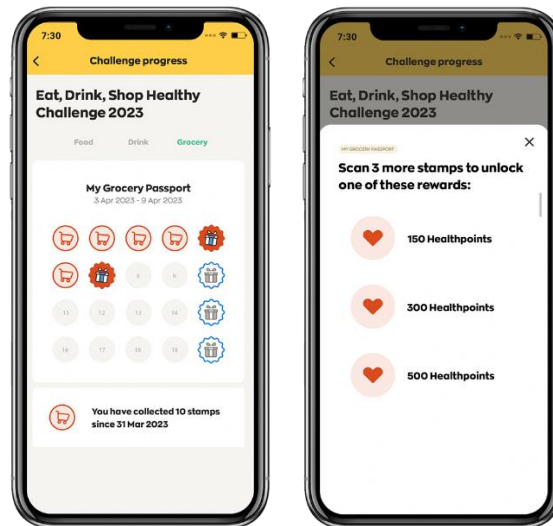 7:30
Challenge progress
Eat, Drink, Shop Healthy
Challenge 2023
Food Drink Grocery
My Grocery Passport
3 Apr 2023 - 9 Apr 2023
11 12 13 14
16 17 18 19
You have collected 10 stamps
since 31 Mar 2023
7:30
Challenge progress
Eat, Drink, Shop Healthy
Challenge 2023
MY GROCERY PASSPORT
Scan 3 more stamps to unlock
one of these rewards:
150 Healthpoints
300 Healthpoints
500 Healthpoints